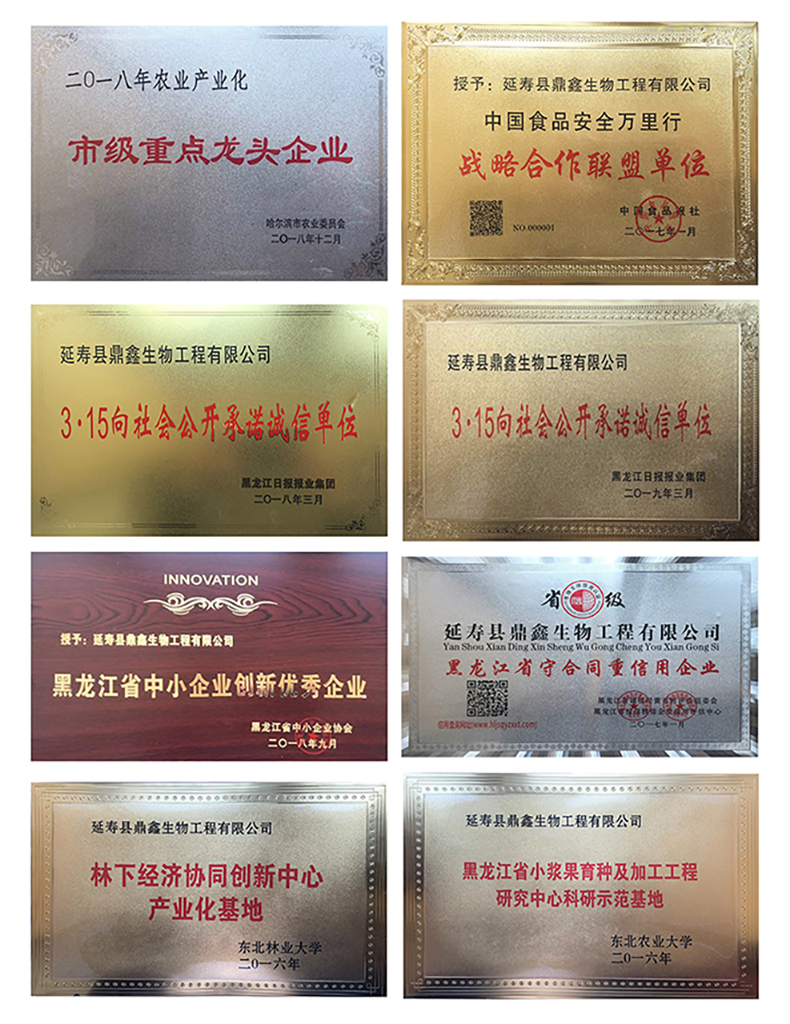 二〇一八年农业产业化
市级重点龙头企业
哈尔滨市农业委员会
二〇一八年十二月
授予：延寿县鼎鑫生物工程有限公司
中国食品安全万里行
战略合作联盟单位
NO.000001
中国食品报社
二〇一七年一月
延寿县鼎鑫生物工程有限公司
3·15向社会公开承诺诚信单位
黑龙江日报报业集团
二〇一八年三月
延寿县鼎鑫生物工程有限公司
3·15向社会公开承诺诚信单位
黑龙江日报报业集团
二〇一九年三月
INNOVATION
授予：延寿县鼎鑫生物工程有限公司
黑龙江省中小企业创新优秀企业
黑龙江省中小企业协会
二〇一八年九月
省 级
延寿县鼎鑫生物工程有限公司
Yan Shou Xian Ding Xin Sheng Wu Gong Cheng You Xian Gong Si
黑龙江省守合同重信用企业
二〇一七年一月
延寿县鼎鑫生物工程有限公司
林下经济协同创新中心
产业化基地
东北林业大学
二〇一六年
延寿县鼎鑫生物工程有限公司
黑龙江省小浆果育种及加工工程
研究中心科研示范基地
东北农业大学
二〇一六年